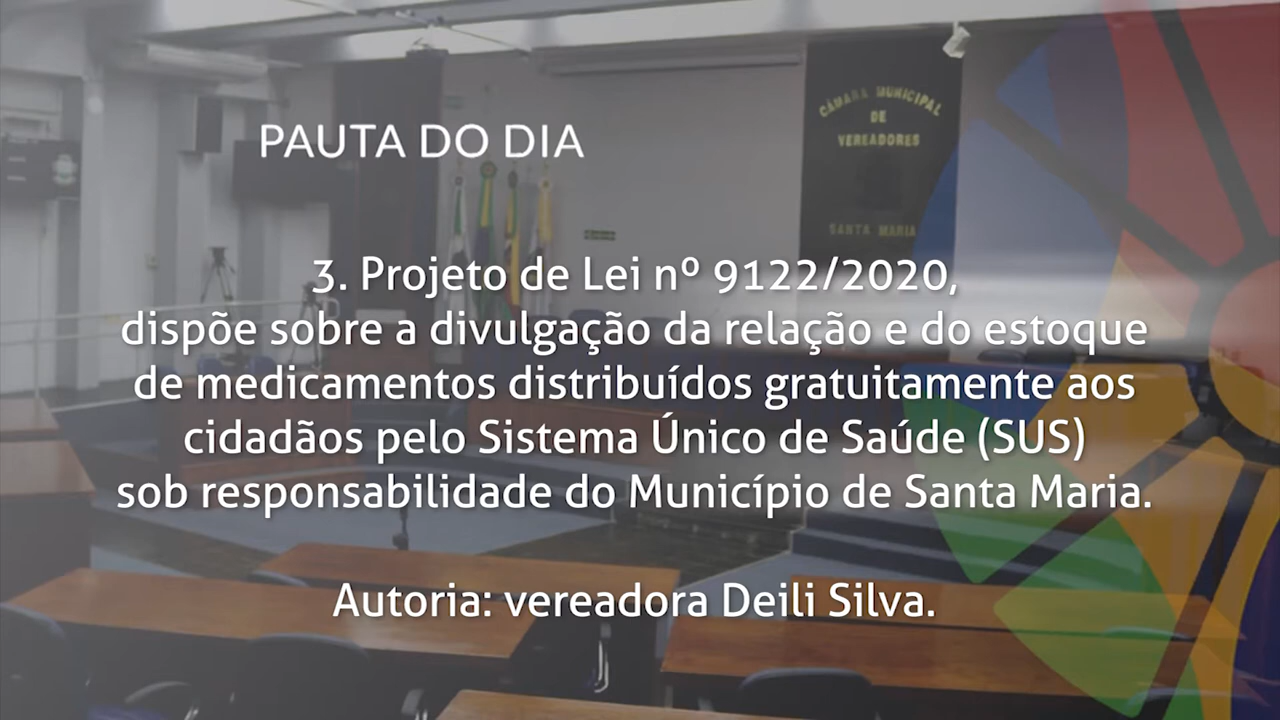 CÂMARA MUNICIPAL
DE
VEREADORES
SANTA MARIA
PAUTA DO DIA
3. Projeto de Lei nº 9122/2020,
dispõe sobre a divulgação da relação e do estoque
de medicamentos distribuídos gratuitamente aos
cidadãos pelo Sistema Único de Saúde (SUS)
sob responsabilidade do Município de Santa Maria.
Autoria: vereadora Deili Silva.